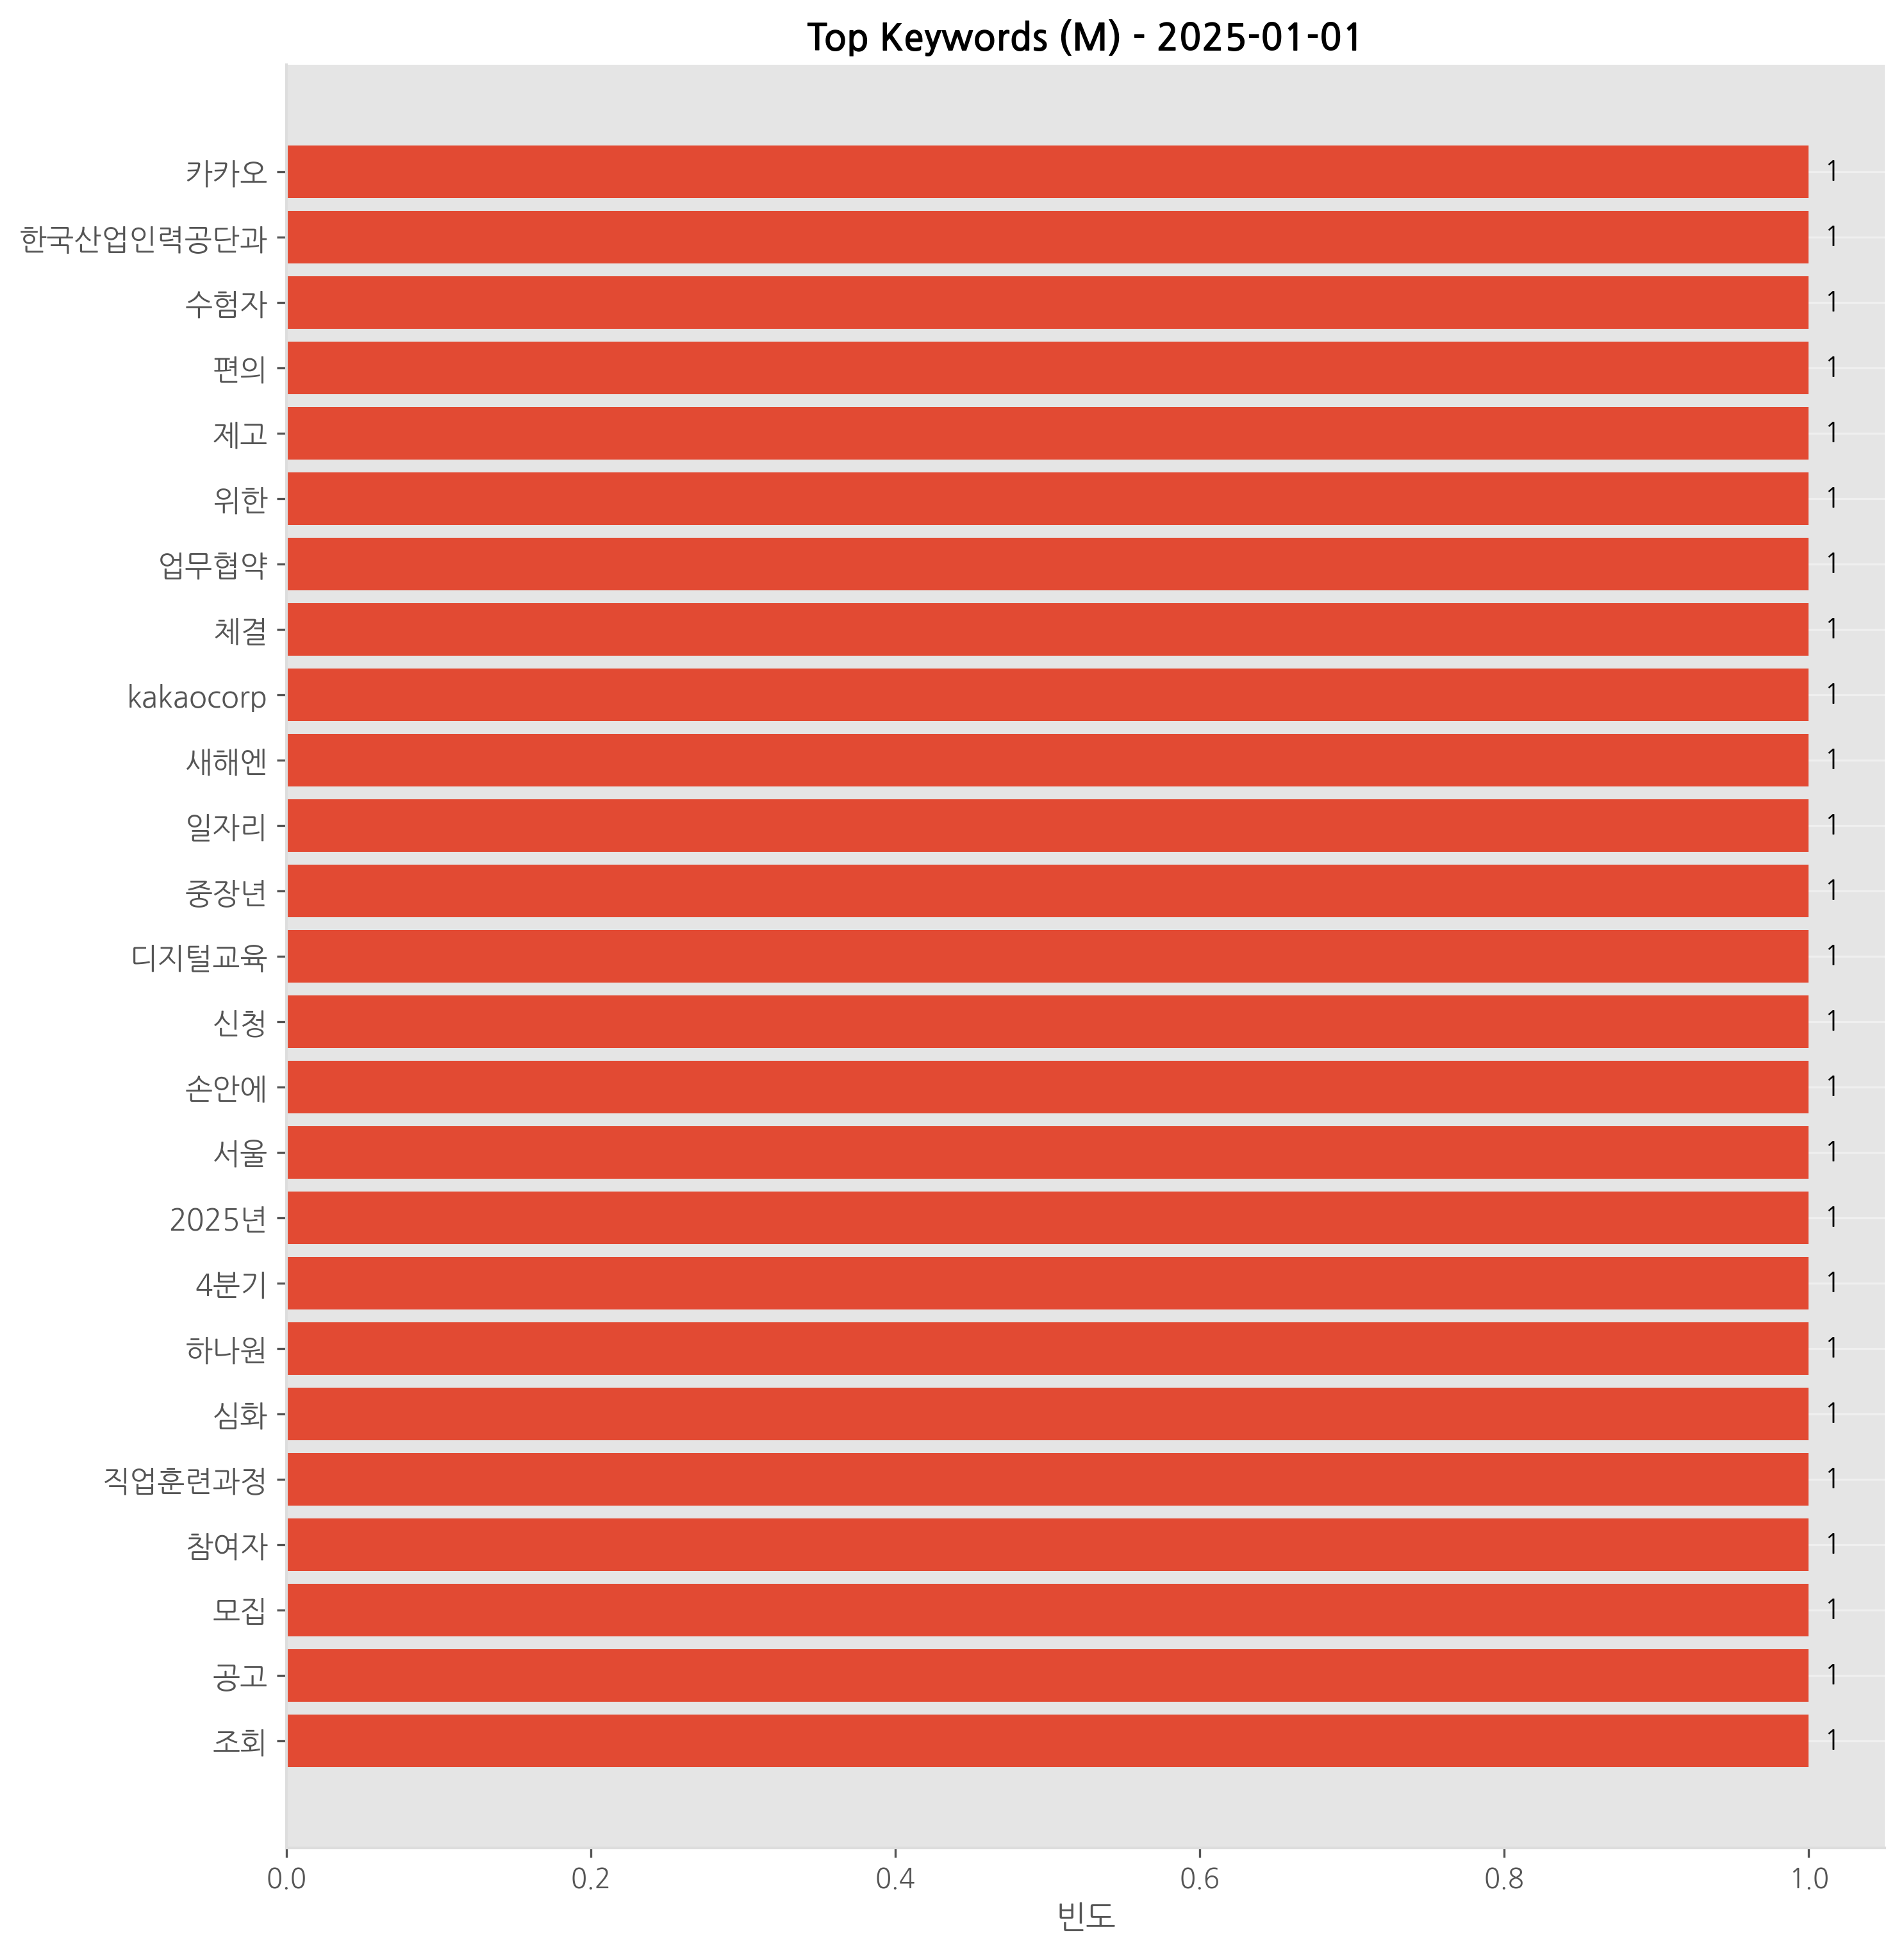 Top Keywords (M) - 2025-01-01
카카오 1
한국산업인력공단과 1
수험자 1
편의 1
제고 1
위한 1
업무협약 1
체결 1
kakaocorp 1
새해엔 1
일자리 1
중장년 1
디지털교육 1
신청 1
손안에 1
서울 1
2025년 1
4분기 1
하나원 1
심화 1
직업훈련과정 1
참여자 1
모집 1
공고 1
조회 1
0.0 0.2 0.4 0.6 0.8 1.0
빈도